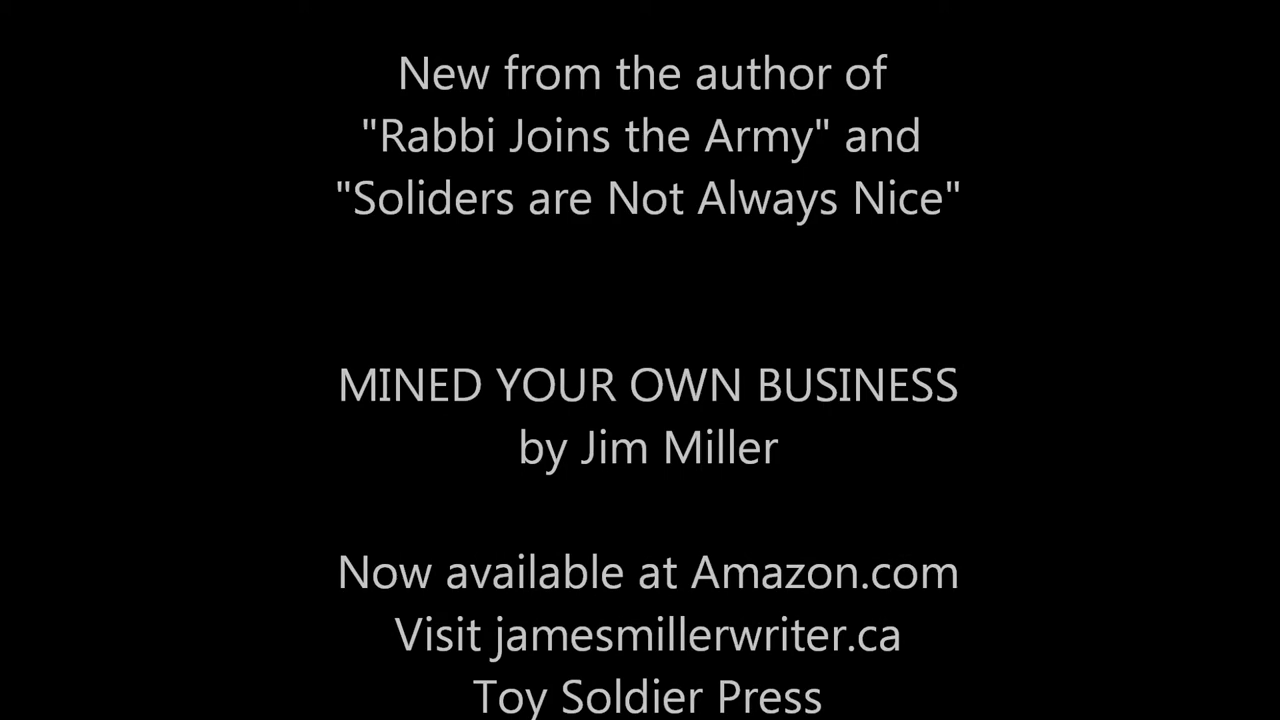 New from the author of
"Rabbi Joins the Army" and
"Soliders are Not Always Nice"
MINED YOUR OWN BUSINESS
by Jim Miller
Now available at Amazon.com
Visit jamesmillerwriter.ca
Toy Soldier Press